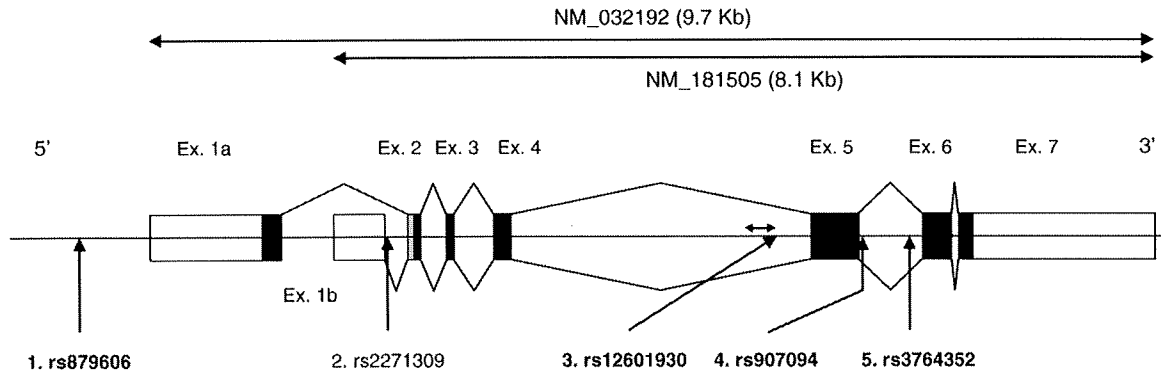 NM_032192 (9.7 Kb)
NM_181505 (8.1 Kb)
5' Ex. 1a Ex. 2 Ex. 3 Ex. 4 Ex. 5 Ex. 6 Ex. 7 3'
Ex. 1b
1. rs879606 2. rs2271309 3. rs12601930 4. rs907094 5. rs3764352